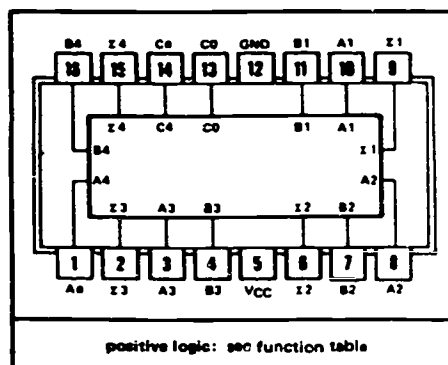 B4 Σ4 C4 C0 GND B1 A1 Σ1
16 15 14 13 12 11 10 9
Σ4 C4 C0 B1 A1
B4 Σ1
A4 A2
Σ3 A3 B3 Σ2 B2
1 2 3 4 5 6 7 8
A4 Σ3 A3 B3 VCC Σ2 B2 A2
positive logic: see function table